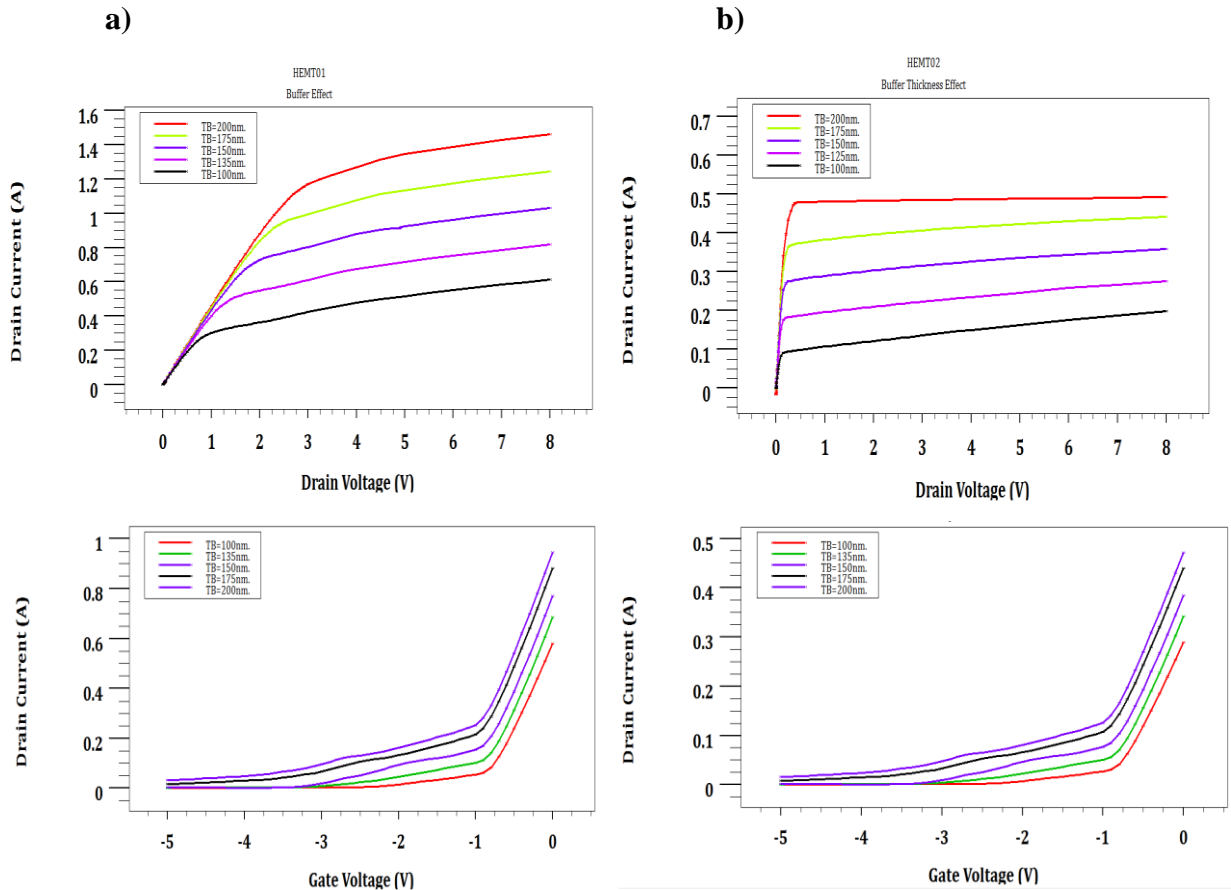 a)
b)
HEMT01
Buffer Effect
1.6
1.4
1.2
1
0.8
0.6
0.4
0.2
0
TB=200nm.
TB=175nm.
TB=150nm.
TB=135nm.
TB=100nm.
Drain Current (A)
0 1 2 3 4 5 6 7 8
Drain Voltage (V)
HEMT02
Buffer Thickness Effect
0.7
0.6
0.5
0.4
0.3
0.2
0.1
0
TB=200nm.
TB=175nm.
TB=150nm.
TB=125nm.
TB=100nm.
Drain Current (A)
0 1 2 3 4 5 6 7 8
Drain Voltage (V)
1
0.8
0.6
0.4
0.2
0
TB=100nm.
TB=135nm.
TB=150nm.
TB=175nm.
TB=200nm.
Drain Current (A)
-5 -4 -3 -2 -1 0
Gate Voltage (V)
0.5
0.4
0.3
0.2
0.1
0
TB=100nm.
TB=135nm.
TB=150nm.
TB=175nm.
TB=200nm.
Drain Current (A)
-5 -4 -3 -2 -1 0
Gate Voltage (V)